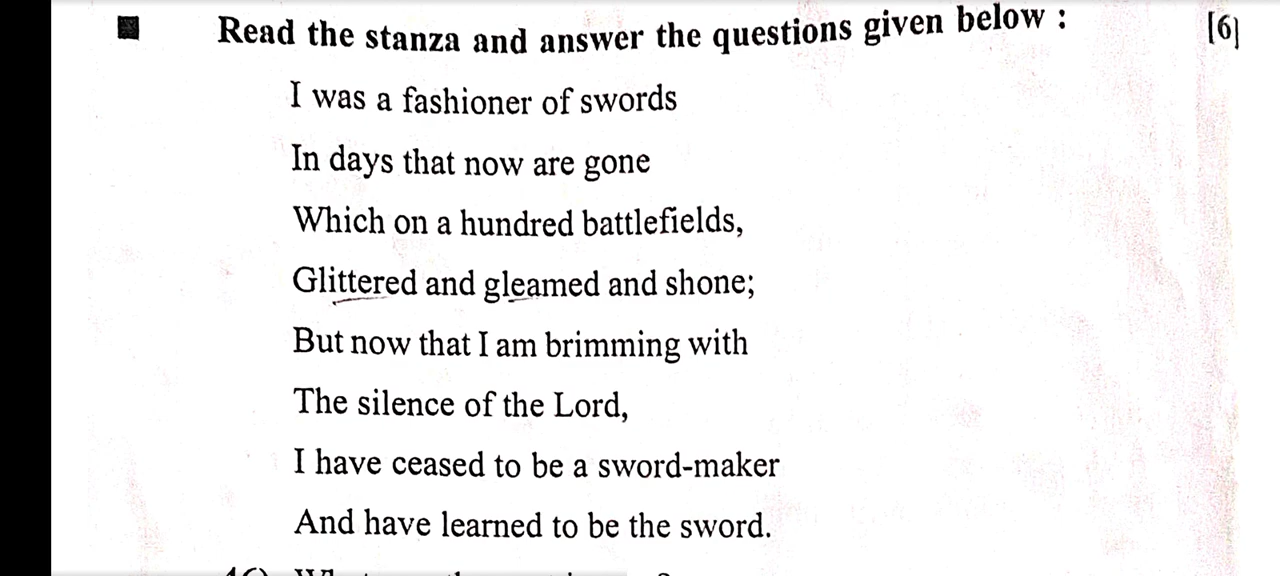 Read the stanza and answer the questions given below : [6]
I was a fashioner of swords
In days that now are gone
Which on a hundred battlefields,
Glittered and gleamed and shone;
But now that I am brimming with
The silence of the Lord,
I have ceased to be a sword-maker
And have learned to be the sword.